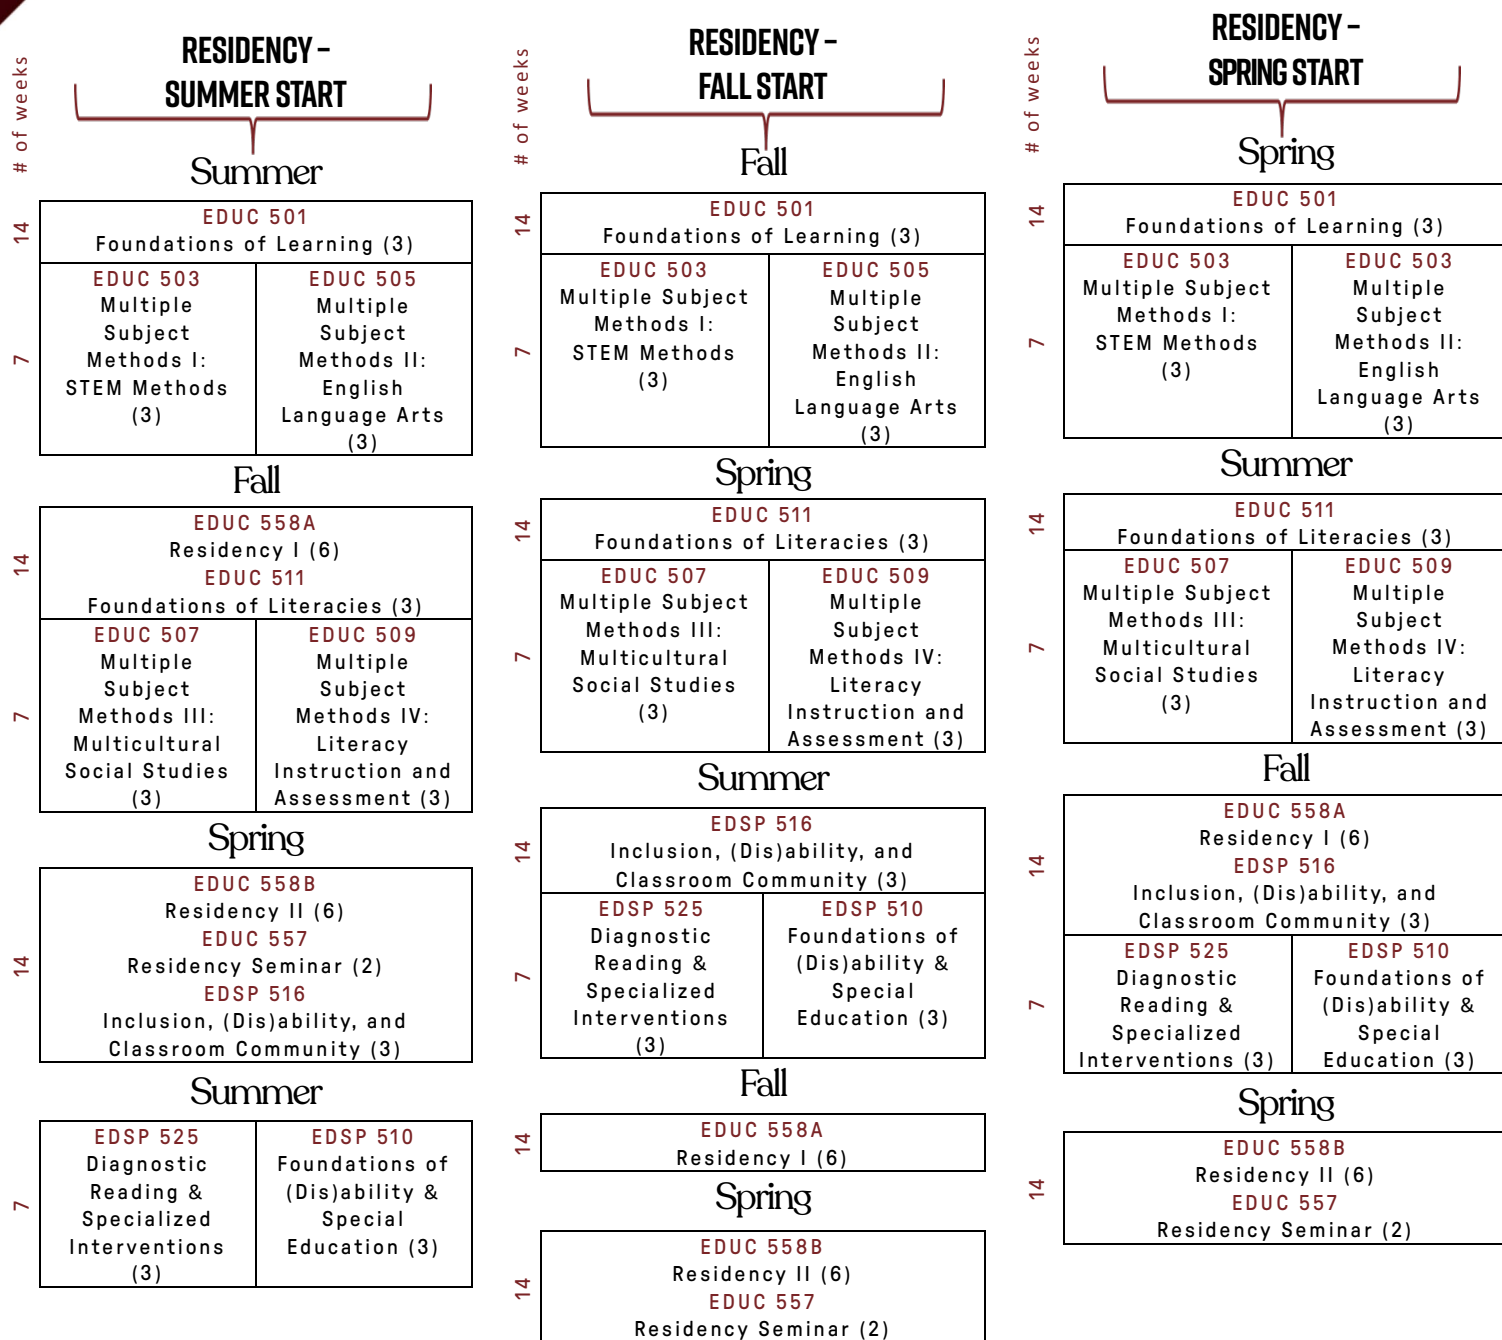 # of weeks
RESIDENCY –
SUMMER START
Summer
14
EDUC 501
Foundations of Learning (3)
7
EDUC 503
Multiple
Subject
Methods I:
STEM Methods
(3)
EDUC 505
Multiple
Subject
Methods II:
English
Language Arts
(3)
Fall
14
EDUC 558A
Residency I (6)
EDUC 511
Foundations of Literacies (3)
7
EDUC 507
Multiple
Subject
Methods III:
Multicultural
Social Studies
(3)
EDUC 509
Multiple
Subject
Methods IV:
Literacy
Instruction and
Assessment (3)
Spring
14
EDUC 558B
Residency II (6)
EDUC 557
Residency Seminar (2)
EDSP 516
Inclusion, (Dis)ability, and
Classroom Community (3)
Summer
7
EDSP 525
Diagnostic
Reading &
Specialized
Interventions
(3)
EDSP 510
Foundations of
(Dis)ability &
Special
Education (3)
# of weeks
RESIDENCY –
FALL START
Fall
14
EDUC 501
Foundations of Learning (3)
7
EDUC 503
Multiple Subject
Methods I:
STEM Methods
(3)
EDUC 505
Multiple
Subject
Methods II:
English
Language Arts
(3)
Spring
14
EDUC 511
Foundations of Literacies (3)
7
EDUC 507
Multiple Subject
Methods III:
Multicultural
Social Studies
(3)
EDUC 509
Multiple
Subject
Methods IV:
Literacy
Instruction and
Assessment (3)
Summer
14
EDSP 516
Inclusion, (Dis)ability, and
Classroom Community (3)
7
EDSP 525
Diagnostic
Reading &
Specialized
Interventions
(3)
EDSP 510
Foundations of
(Dis)ability &
Special
Education (3)
Fall
14
EDUC 558A
Residency I (6)
Spring
14
EDUC 558B
Residency II (6)
EDUC 557
Residency Seminar (2)
# of weeks
RESIDENCY –
SPRING START
Spring
14
EDUC 501
Foundations of Learning (3)
7
EDUC 503
Multiple Subject
Methods I:
STEM Methods
(3)
EDUC 503
Multiple
Subject
Methods II:
English
Language Arts
(3)
Summer
14
EDUC 511
Foundations of Literacies (3)
7
EDUC 507
Multiple Subject
Methods III:
Multicultural
Social Studies
(3)
EDUC 509
Multiple
Subject
Methods IV:
Literacy
Instruction and
Assessment (3)
Fall
14
EDUC 558A
Residency I (6)
EDSP 516
Inclusion, (Dis)ability, and
Classroom Community (3)
7
EDSP 525
Diagnostic
Reading &
Specialized
Interventions (3)
EDSP 510
Foundations of
(Dis)ability &
Special
Education (3)
Spring
14
EDUC 558B
Residency II (6)
EDUC 557
Residency Seminar (2)